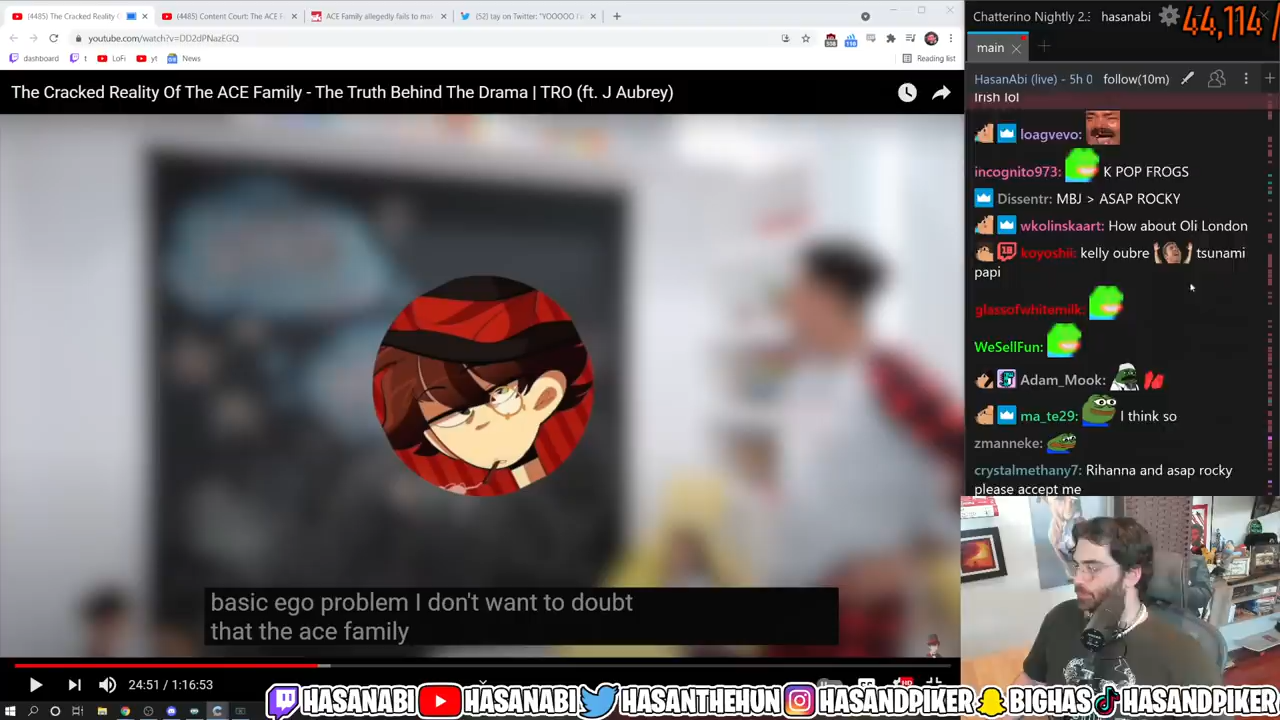 (4485) The Cracked Reality O
(4485) Content Court: The ACE F
ACE Family allegedly fails to mak
(52) tay on Twitter: "YOOOOO I
youtube.com/watch?v=DD2dPNazEGQ
dashboard
t
LoFi
yt
News
Reading list
The Cracked Reality Of The ACE Family - The Truth Behind The Drama | TRO (ft. J Aubrey)
basic ego problem I don't want to doubt
that the ace family
24:51 / 1:16:53
Chatterino Nightly 2.
hasanabi
44,114 /
main
HasanAbi (live) - 5h 0
follow(10m)
Irish lol
loagvevo:
incognito973: K POP FROGS
Dissentr: MBJ > ASAP ROCKY
wkolinskaart: How about Oli London
koyoshii: kelly oubre tsunami
papi
glassofwhitemilk:
WeSellFun:
Adam_Mook:
ma_te29: I think so
zmanneke:
crystalmethany7: Rihanna and asap rocky
please accept me
HASANABI HASANABI HASANTHEHUN HASANDPIKER BIGHAS HASANDPIKER